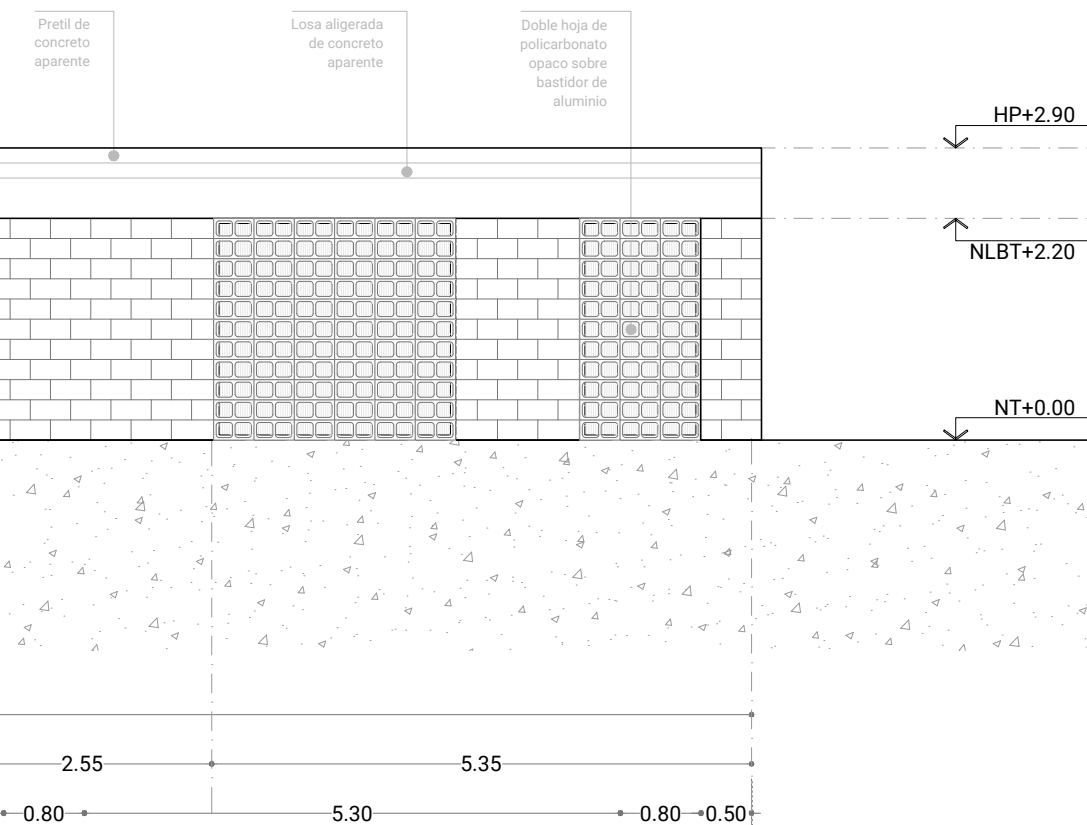 Pretil de
concreto
aparente
Losa aligerada
de concreto
aparente
Doble hoja de
policarbonato
opaco sobre
bastidor de
aluminio
HP+2.90
NLBT+2.20
NT+0.00
2.55
5.35
0.80
5.30
0.80
0.50